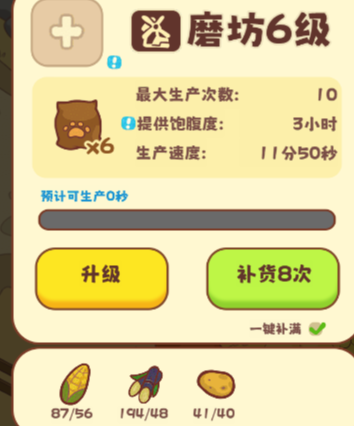 磨坊6级
最大生产次数: 10
×6
提供饱腹度: 3小时
生产速度: 11分50秒
预计可生产0秒
升级
补货8次
一键补满
87/56
194/48
41/40